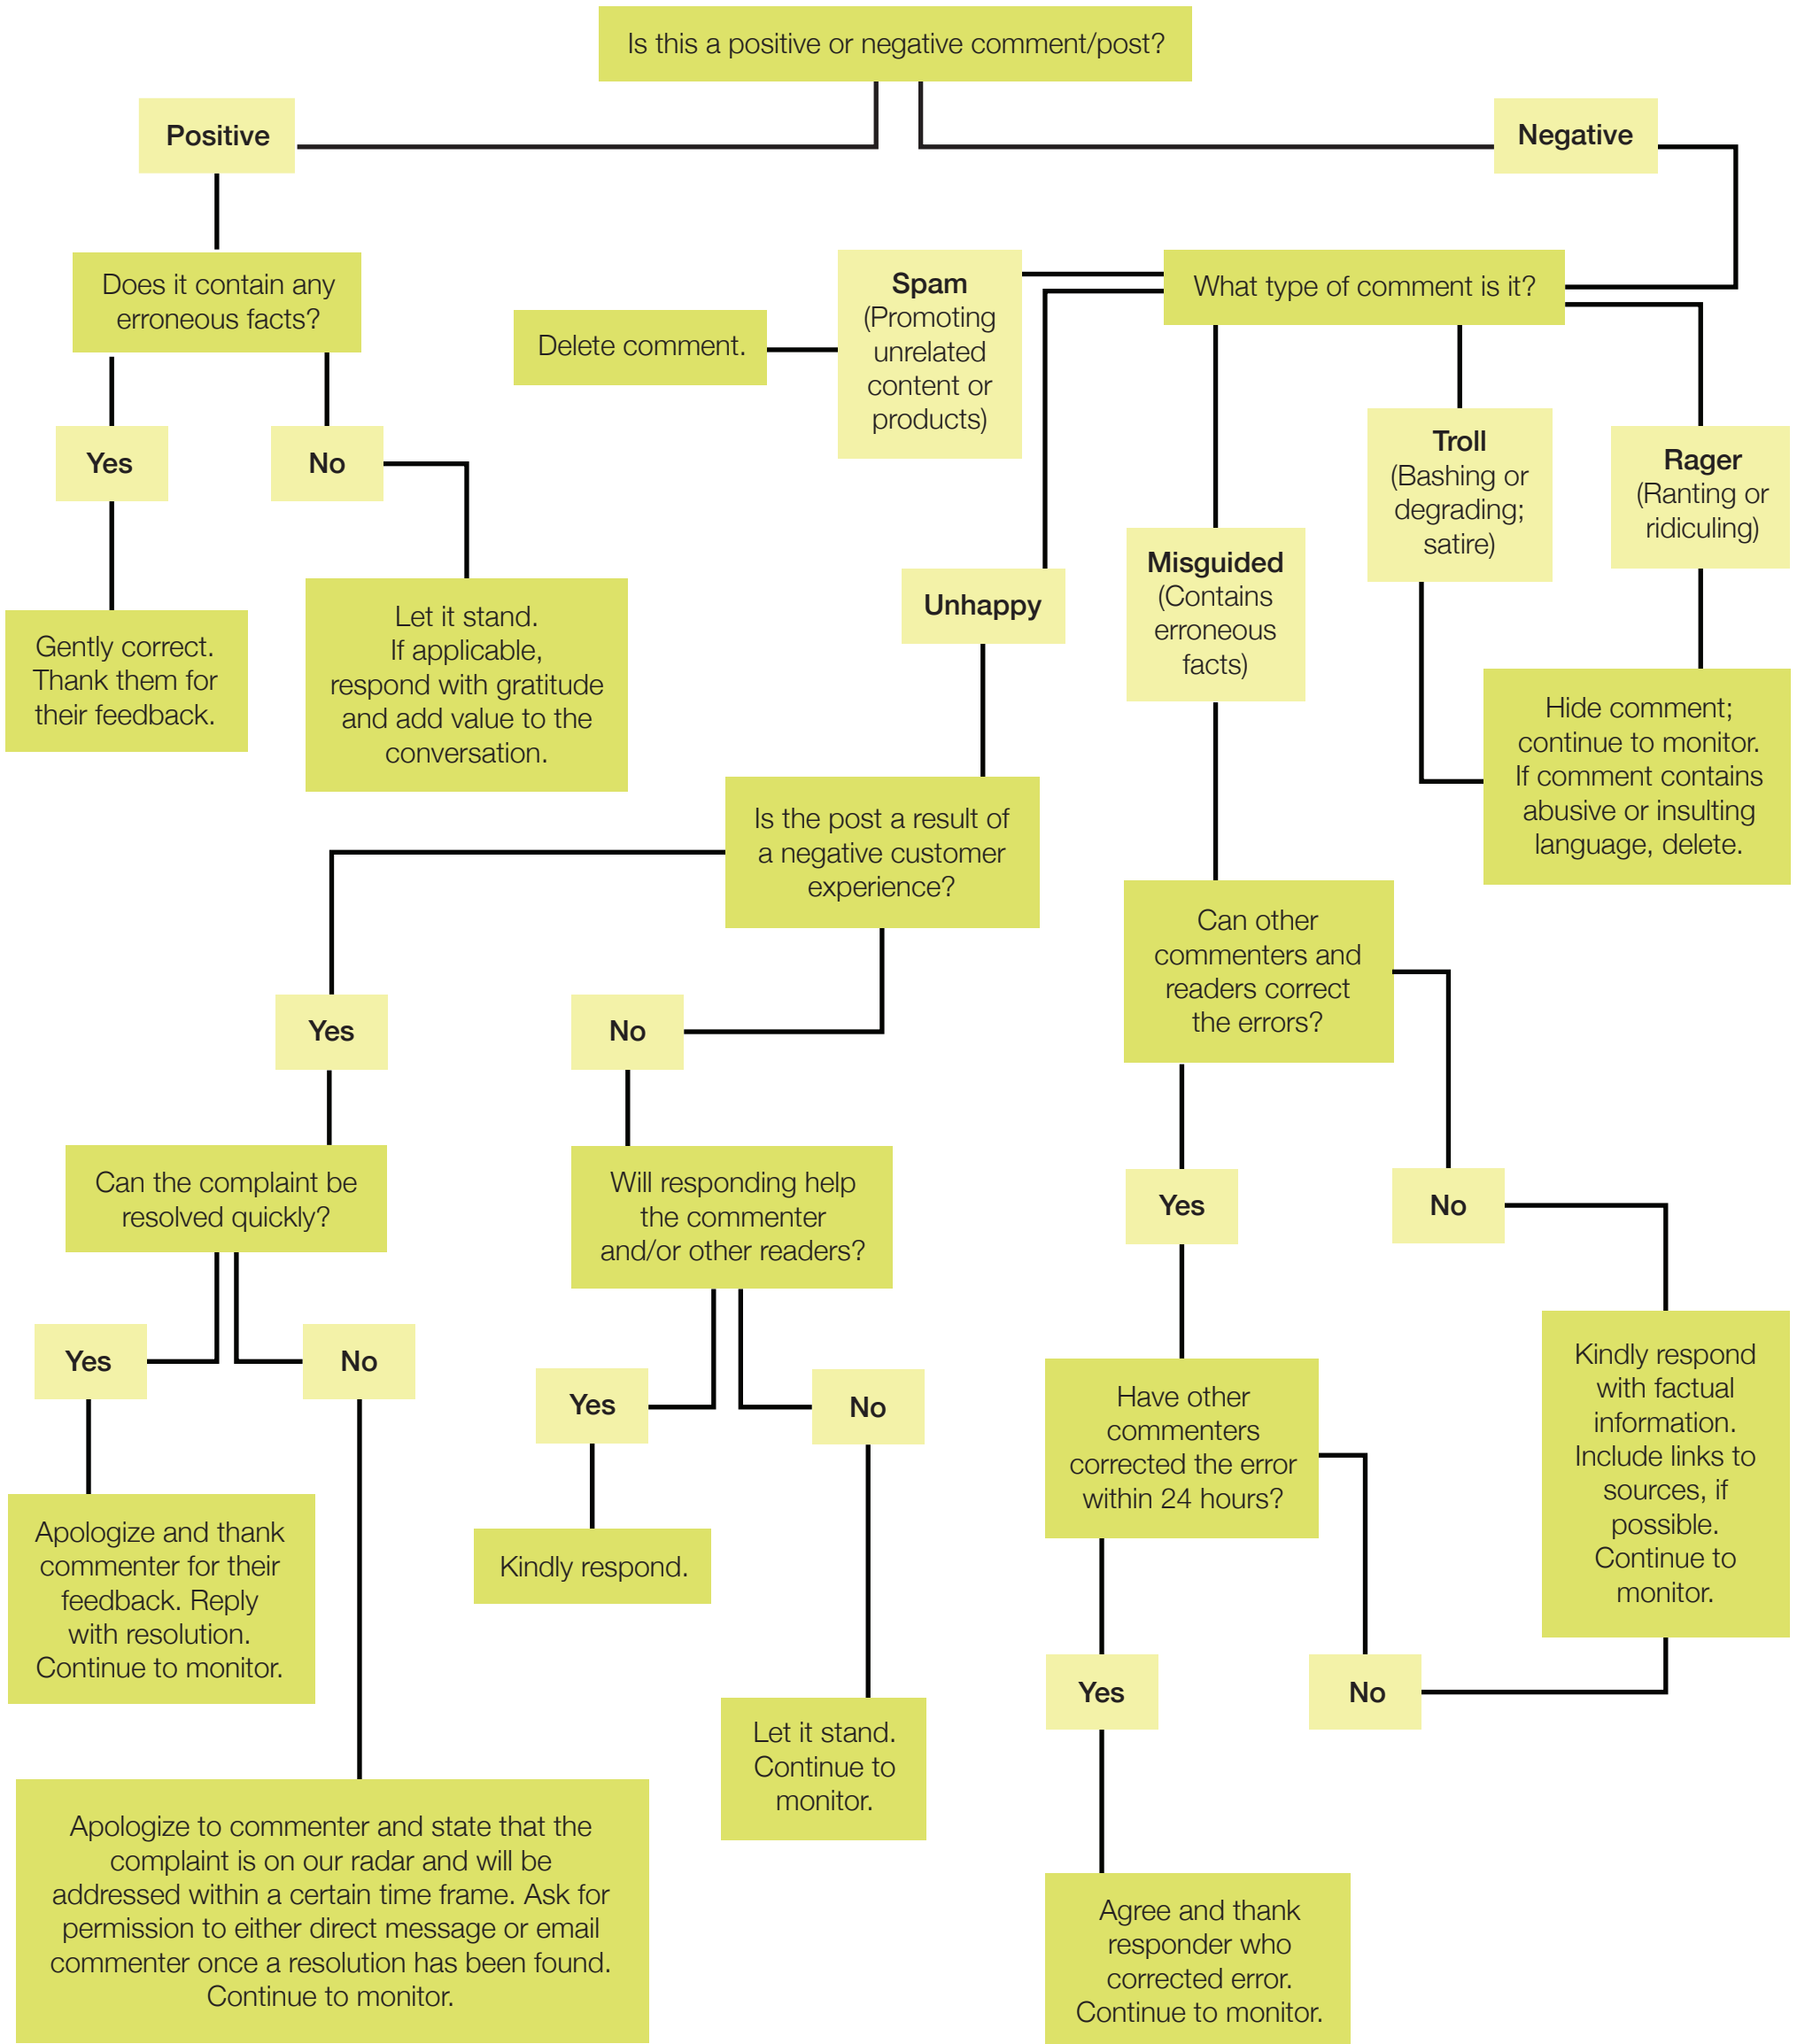 Is this a positive or negative comment/post?
Positive
Negative
Does it contain any
erroneous facts?
Yes
No
Gently correct.
Thank them for
their feedback.
Let it stand.
If applicable,
respond with gratitude
and add value to the
conversation.
What type of comment is it?
Spam
(Promoting
unrelated
content or
products)
Delete comment.
Unhappy
Misguided
(Contains
erroneous
facts)
Troll
(Bashing or
degrading;
satire)
Rager
(Ranting or
ridiculing)
Hide comment;
continue to monitor.
If comment contains
abusive or insulting
language, delete.
Is the post a result of
a negative customer
experience?
Yes
No
Can the complaint be
resolved quickly?
Yes
No
Apologize and thank
commenter for their
feedback. Reply
with resolution.
Continue to monitor.
Apologize to commenter and state that the
complaint is on our radar and will be
addressed within a certain time frame. Ask for
permission to either direct message or email
commenter once a resolution has been found.
Continue to monitor.
Will responding help
the commenter
and/or other readers?
Yes
No
Kindly respond.
Let it stand.
Continue to
monitor.
Can other
commenters and
readers correct
the errors?
Yes
No
Have other
commenters
corrected the error
within 24 hours?
Yes
No
Kindly respond
with factual
information.
Include links to
sources, if
possible.
Continue to
monitor.
Agree and thank
responder who
corrected error.
Continue to monitor.